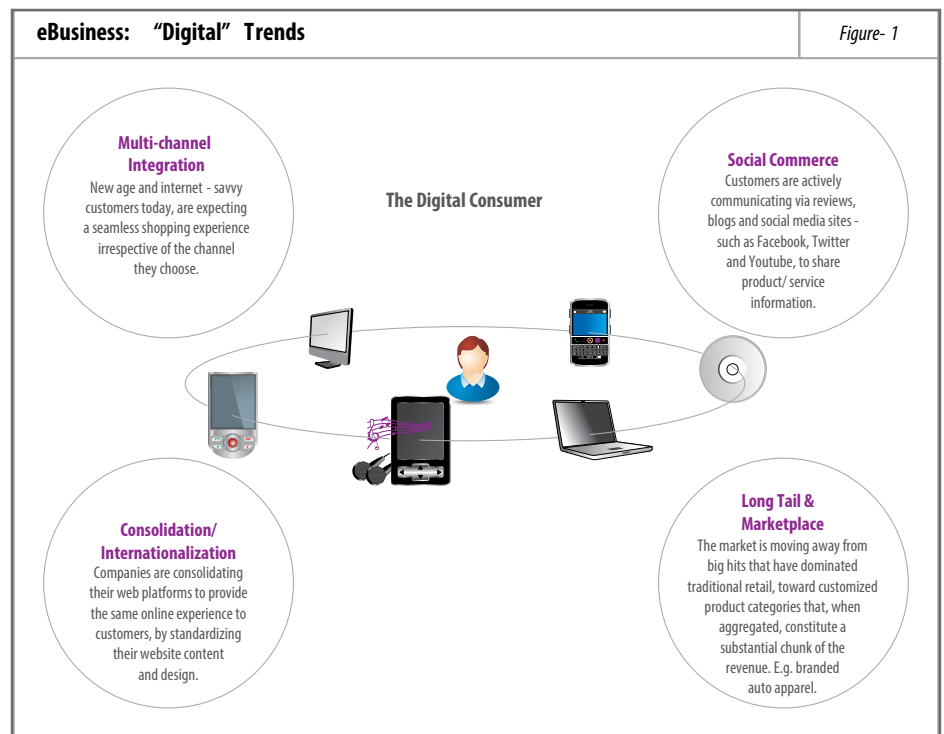 eBusiness: “Digital” Trends
Figure- 1
Multi-channel
Integration
New age and internet - savvy
customers today, are expecting
a seamless shopping experience
irrespective of the channel
they choose.
The Digital Consumer
Social Commerce
Customers are actively
communicating via reviews,
blogs and social media sites -
such as Facebook, Twitter
and Youtube, to share
product/ service
information.
Consolidation/
Internationalization
Companies are consolidating
their web platforms to provide
the same online experience to
customers, by standardizing
their website content
and design.
Long Tail &
Marketplace
The market is moving away from
big hits that have dominated
traditional retail, toward customized
product categories that, when
aggregated, constitute a
substantial chunk of the
revenue. E.g. branded
auto apparel.